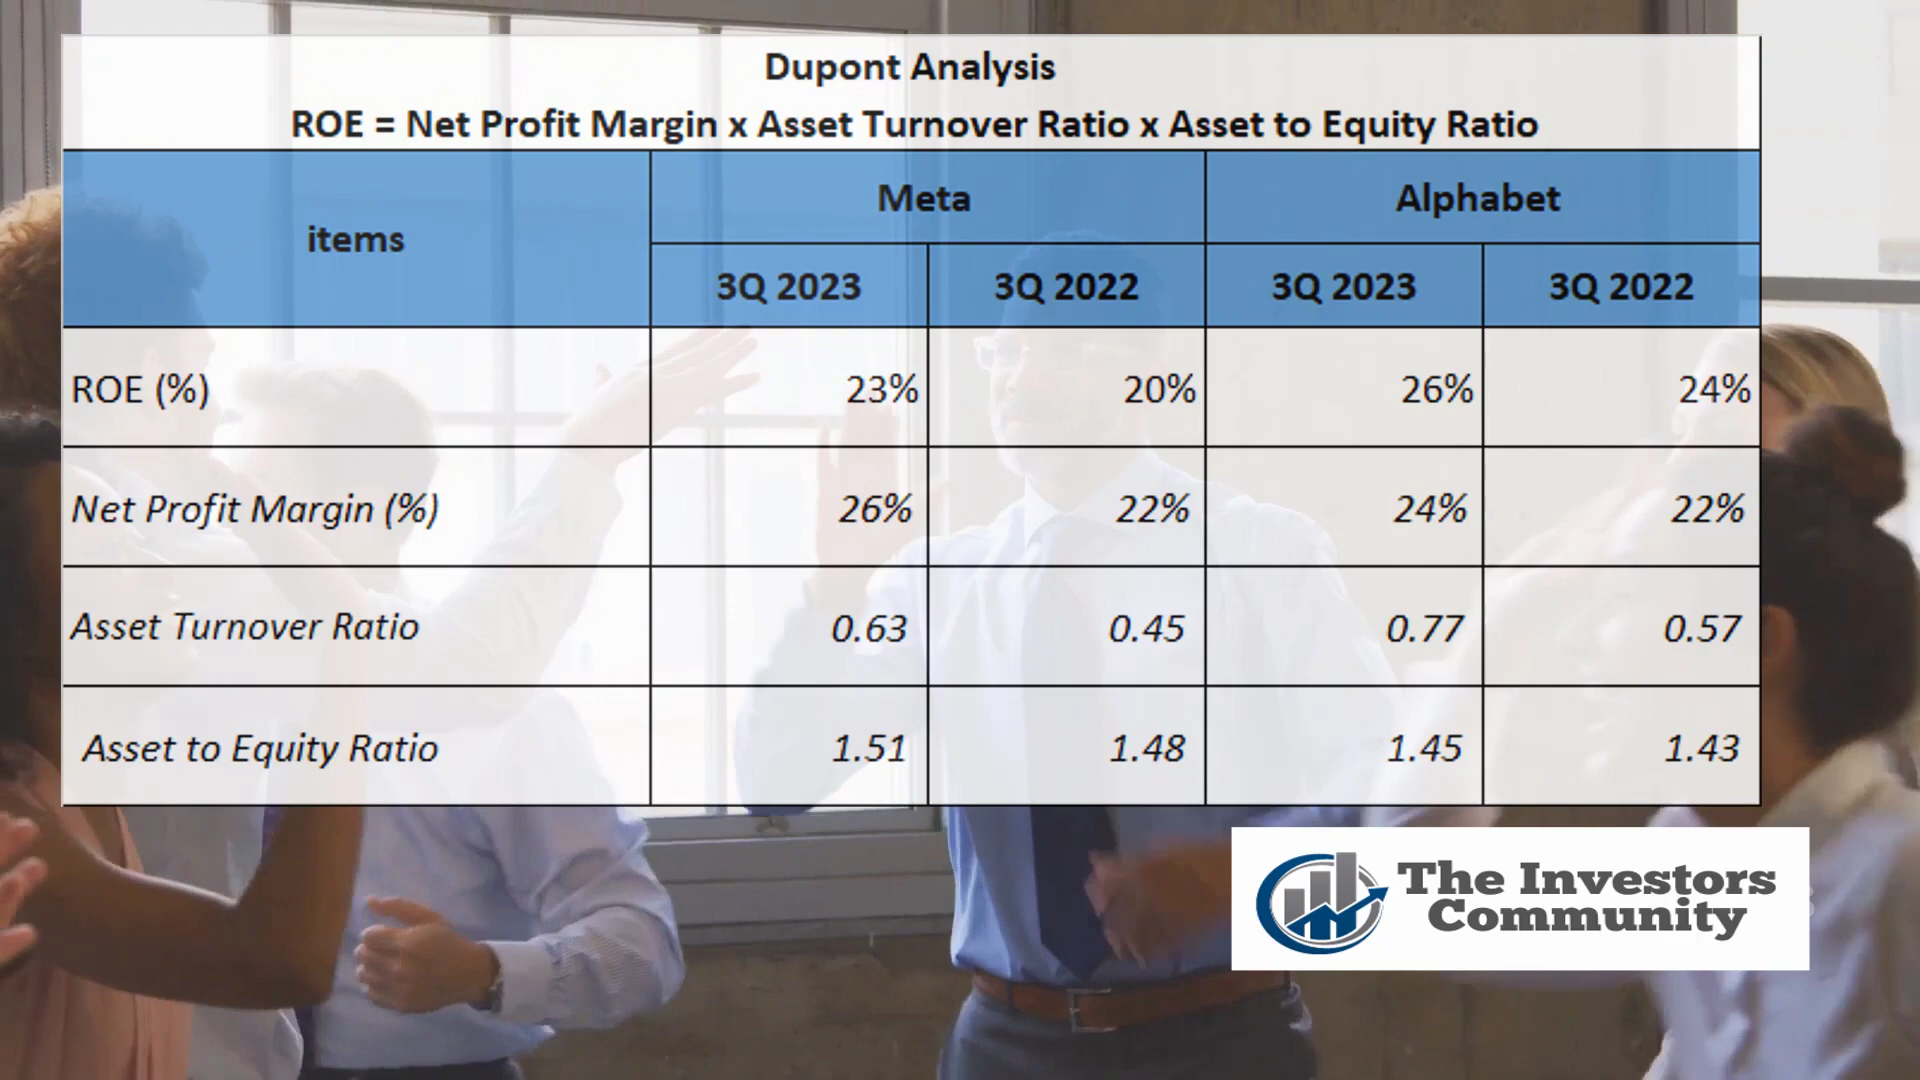 Dupont Analysis
ROE = Net Profit Margin x Asset Turnover Ratio x Asset to Equity Ratio
items
Meta
Alphabet
3Q 2023
3Q 2022
3Q 2023
3Q 2022
ROE (%)
23%
20%
26%
24%
Net Profit Margin (%)
26%
22%
24%
22%
Asset Turnover Ratio
0.63
0.45
0.77
0.57
Asset to Equity Ratio
1.51
1.48
1.45
1.43
The Investors
Community